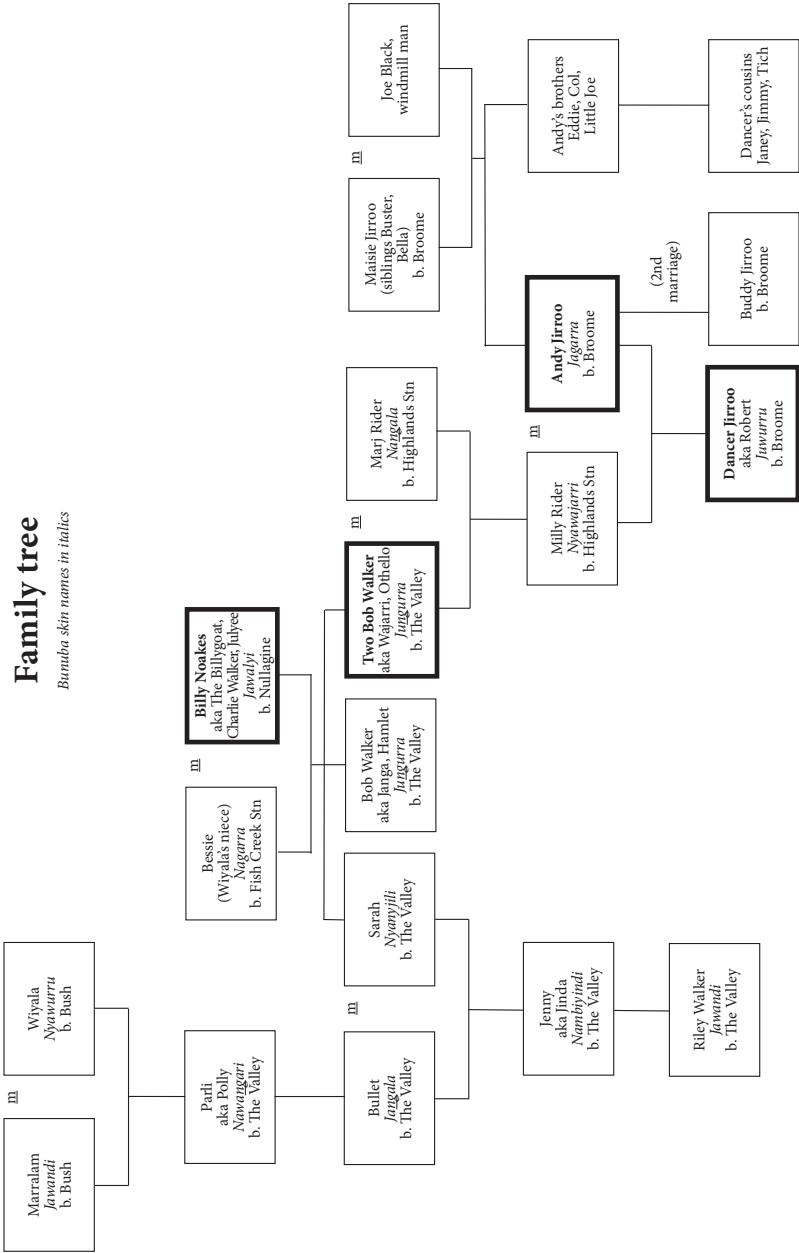 Family tree
Bunuba skin names in italics
Marralam
Jawandi
b. Bush
m
Wiyala
Nyawurru
b. Bush
Parli
aka Polly
Nawangari
b. The Valley
Bessie
(Wiyala's niece)
Nagarra
b. Fish Creek Stn
m
Billy Noakes
aka The Billygoat,
Charlie Walker, Julyee
Jawalyi
b. Nullagine
Bullet
Jangala
b. The Valley
m
Sarah
Nyanyjili
b. The Valley
Bob Walker
aka Janga, Hamlet
Jungurra
b. The Valley
Two Bob Walker
aka Wajarri, Othello
Jungurra
b. The Valley
m
Marj Rider
Nangala
b. Highlands Stn
Maisie Jirroo
(siblings Buster,
Bella)
b. Broome
m
Joe Black,
windmill man
Jenny
aka Jinda
Nambiyindi
b. The Valley
Milly Rider
Nyawajarri
b. Highlands Stn
m
Andy Jirroo
Jagarra
b. Broome
Andy's brothers
Eddie, Col,
Little Joe
(2nd
marriage)
Riley Walker
Jawandi
b. The Valley
Dancer Jirroo
aka Robert
Juwurru
b. Broome
Buddy Jirroo
b. Broome
Dancer's cousins
Janey, Jimmy, Tich